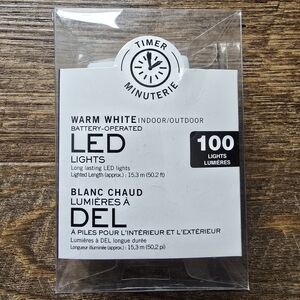 TIMER
MINUTERIE
WARM WHITE INDOOR/OUTDOOR
BATTERY-OPERATED
LED
LIGHTS
Long lasting LED lights
Lighted Length (approx.) : 15,3 m (50,2 ft)
100
LIGHTS
LUMIÈRES
BLANC CHAUD
LUMIÈRES À
DEL
À PILES POUR L'INTÉRIEUR ET L'EXTÉRIEUR
Lumières à DEL longue durée
Longueur illuminée (approx.) : 15,3 m (50,2 pi)